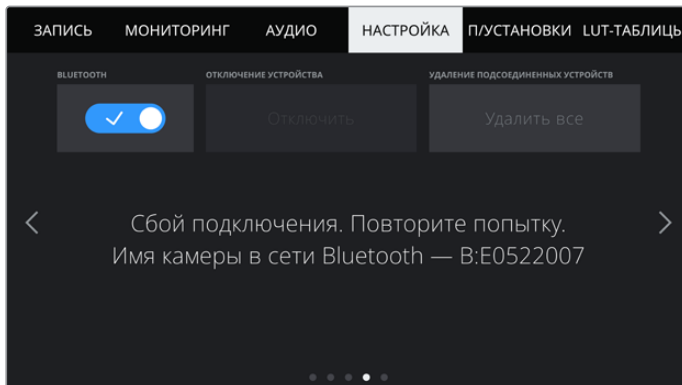 ЗАПИСЬ МОНИТОРИНГ АУДИО НАСТРОЙКА П/УСТАНОВКИ LUT-ТАБЛИЦЫ
BLUETOOTH ОТКЛЮЧЕНИЕ УСТРОЙСТВА УДАЛЕНИЕ ПОДСОЕДИНЕННЫХ УСТРОЙСТВ
Отключить Удалить все
Сбой подключения. Повторите попытку.
Имя камеры в сети Bluetooth — B:E0522007